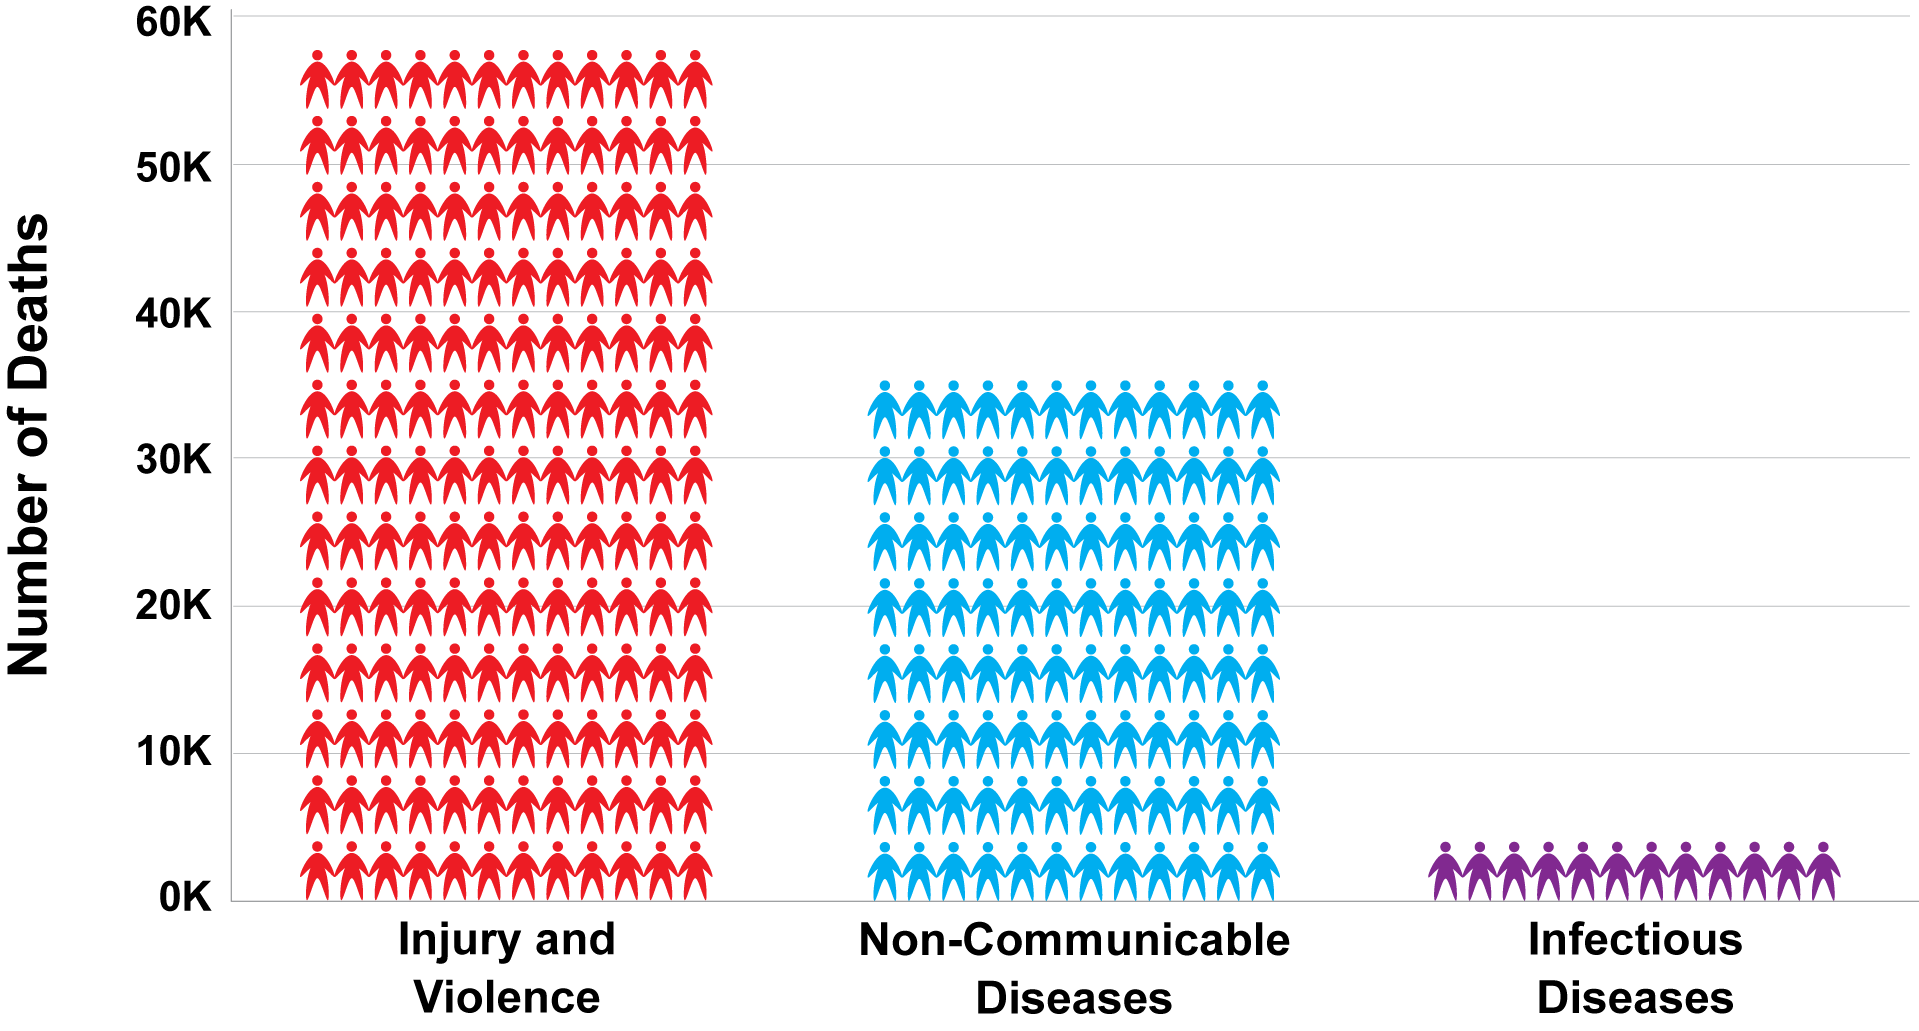 60K
50K
40K
30K
20K
10K
0K
Number of Deaths
Injury and
Violence
Non-Communicable
Diseases
Infectious
Diseases